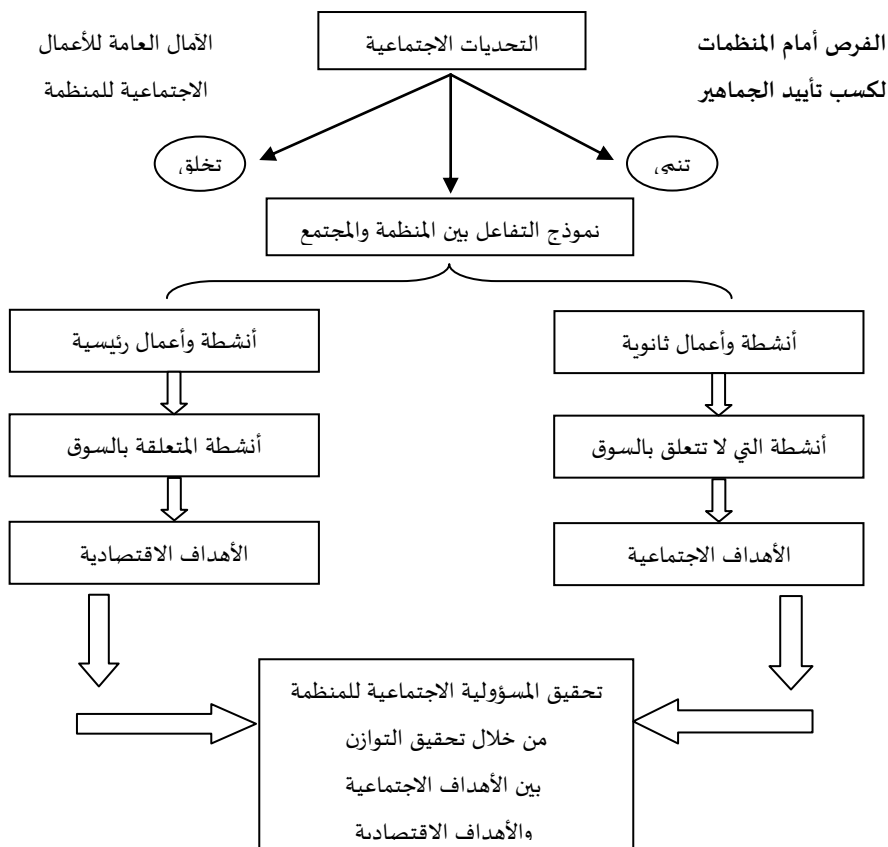 الفرص أمام المنظمات
لكسب تأييد الجماهير
التحديات الاجتماعية
الآمال العامة للأعمال
الاجتماعية للمنظمة
تنمي
تخلق
نموذج التفاعل بين المنظمة والمجتمع
أنشطة وأعمال ثانوية
أنشطة وأعمال رئيسية
أنشطة التي لا تتعلق بالسوق
أنشطة المتعلقة بالسوق
الأهداف الاجتماعية
الأهداف الاقتصادية
تحقيق المسؤولية الاجتماعية للمنظمة
من خلال تحقيق التوازن
بين الأهداف الاجتماعية
والأهداف الاقتصادية